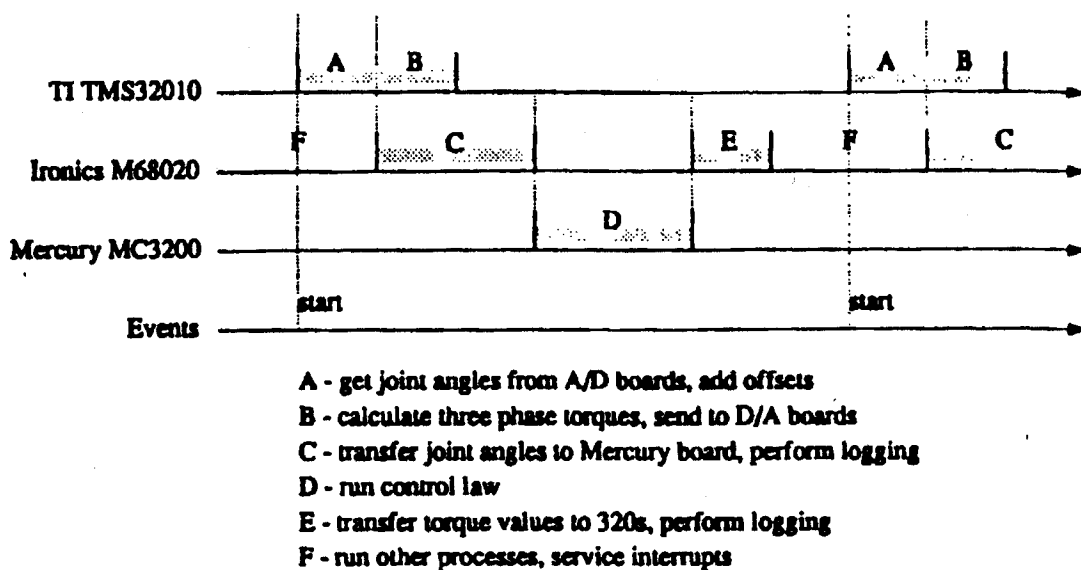 A B A B
TI TMS32010
F C E F C
Ironics M68020
D
Mercury MC3200
start start
Events
A - get joint angles from A/D boards, add offsets
B - calculate three phase torques, send to D/A boards
C - transfer joint angles to Mercury board, perform logging
D - run control law
E - transfer torque values to 320s, perform logging
F - run other processes, service interrupts